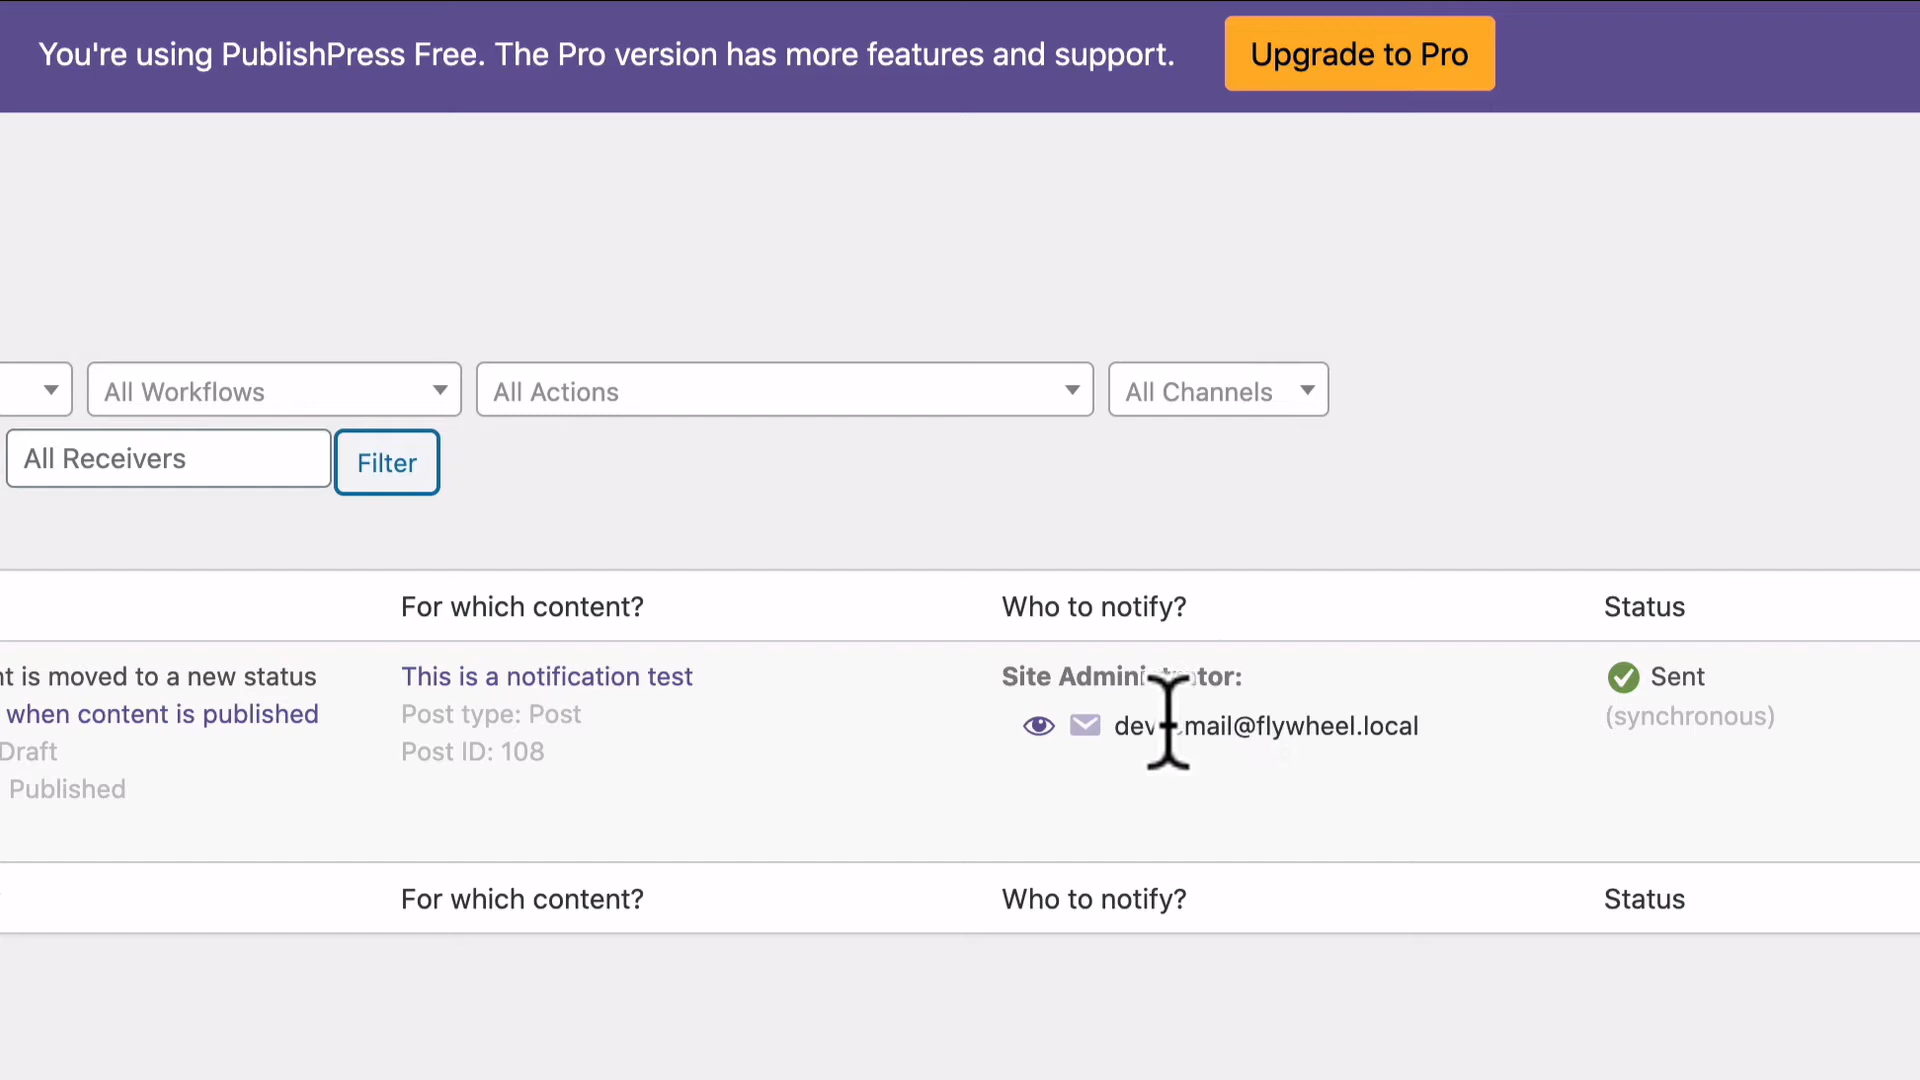 You're using PublishPress Free. The Pro version has more features and support.
Upgrade to Pro
All Workflows
All Actions
All Channels
All Receivers
Filter
For which content?
Who to notify?
Status
is moved to a new status
This is a notification test
Site Administrator:
Sent
when content is published
Post type: Post
dev-email@flywheel.local
(synchronous)
Draft
Post ID: 108
Published
For which content?
Who to notify?
Status